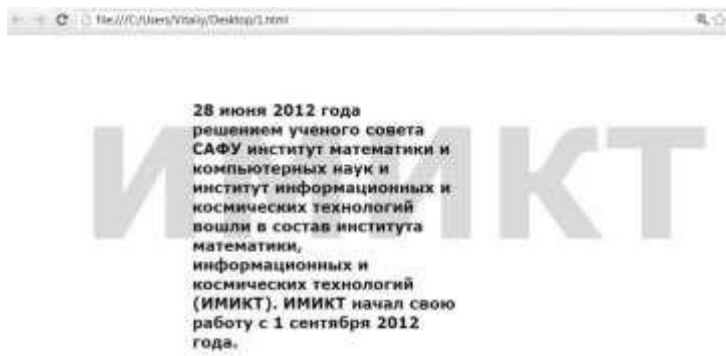 file:///C:/Users/Vitaliy/Desktop/1.html
ИМИКТ
28 июня 2012 года
решением ученого совета
САФУ институт математики и
компьютерных наук и
институт информационных и
космических технологий
вошли в состав института
математики,
информационных и
космических технологий
(ИМИКТ). ИМИКТ начал свою
работу с 1 сентября 2012
года.